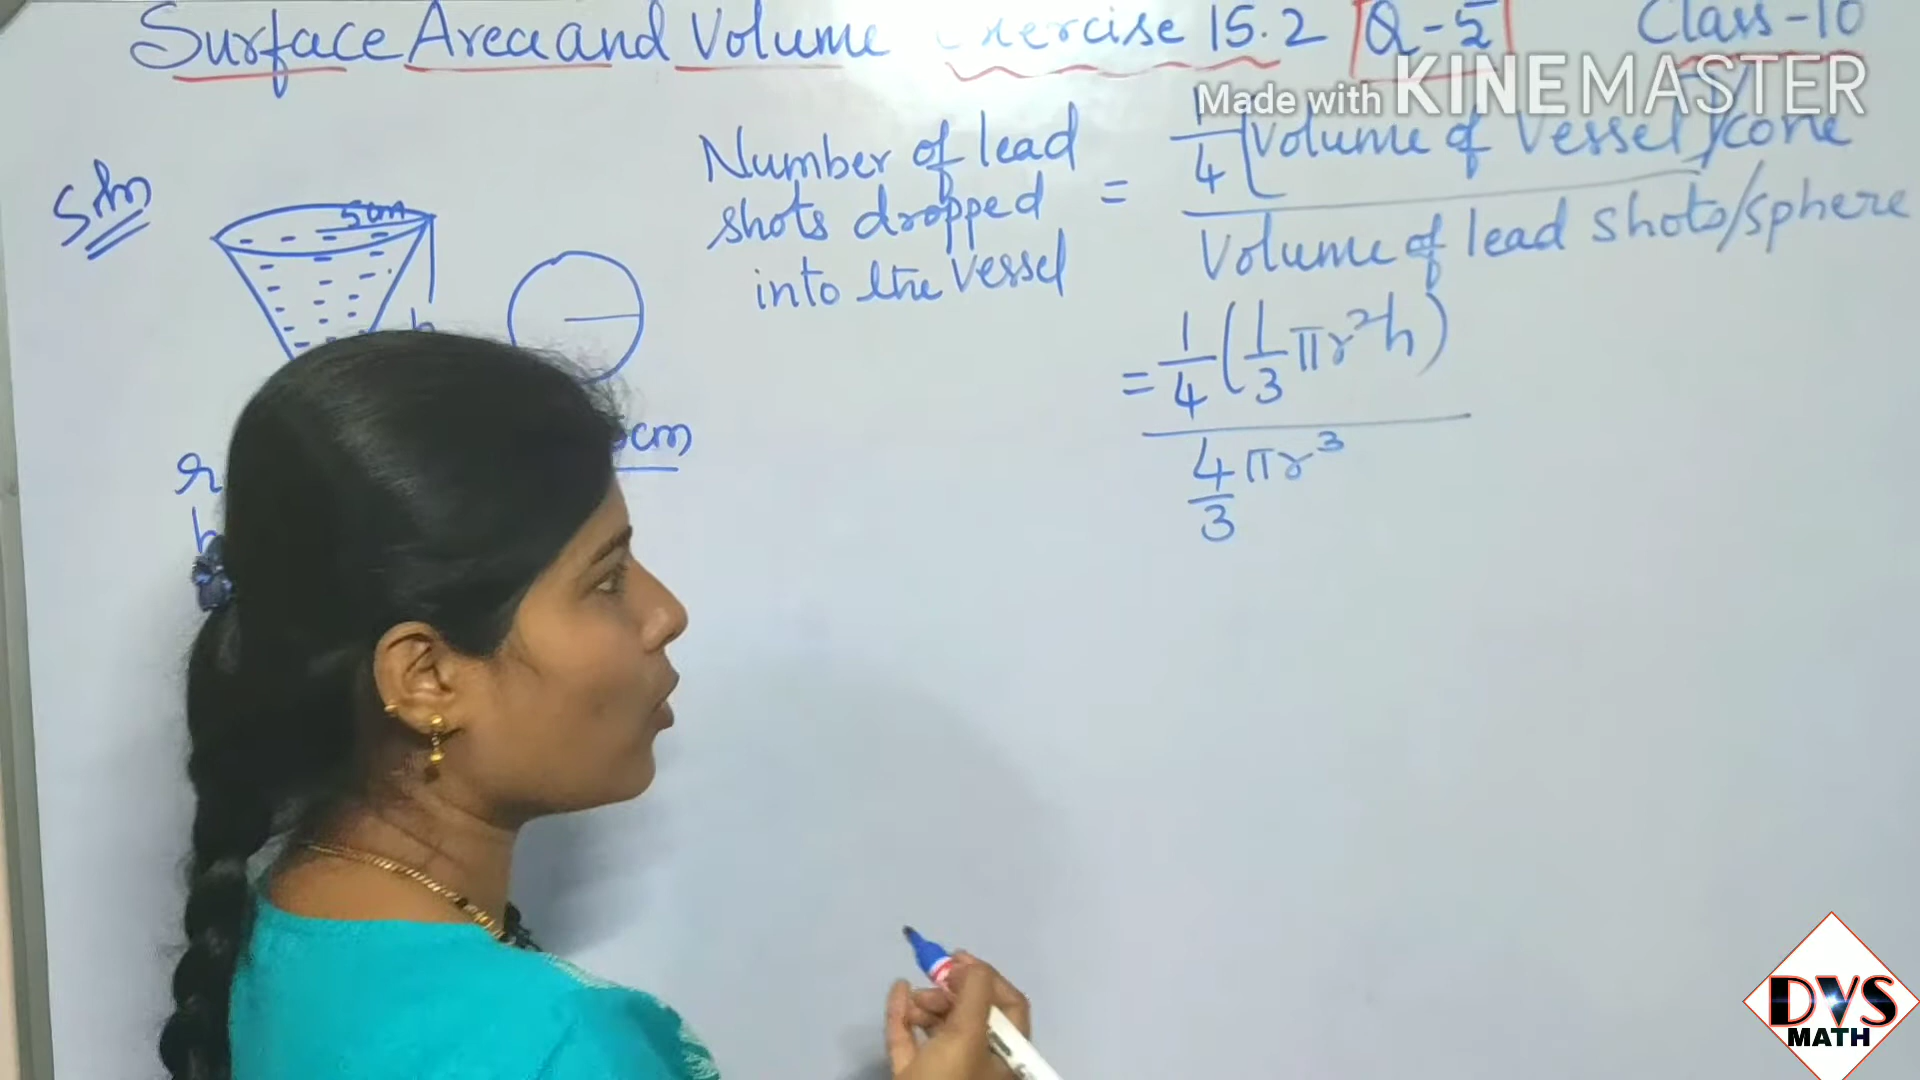 Surface Area and Volume Exercise 15.2 Q-5 Class-10
Made with KINEMASTER
Soln
5cm
h
Number of lead shots dropped into the vessel = 1/4 [Volume of Vessel/cone
Volume of lead shots/sphere
= 1/4 (1/3 πr²h)
4/3 πr³
cm
r
h
DVS
MATH